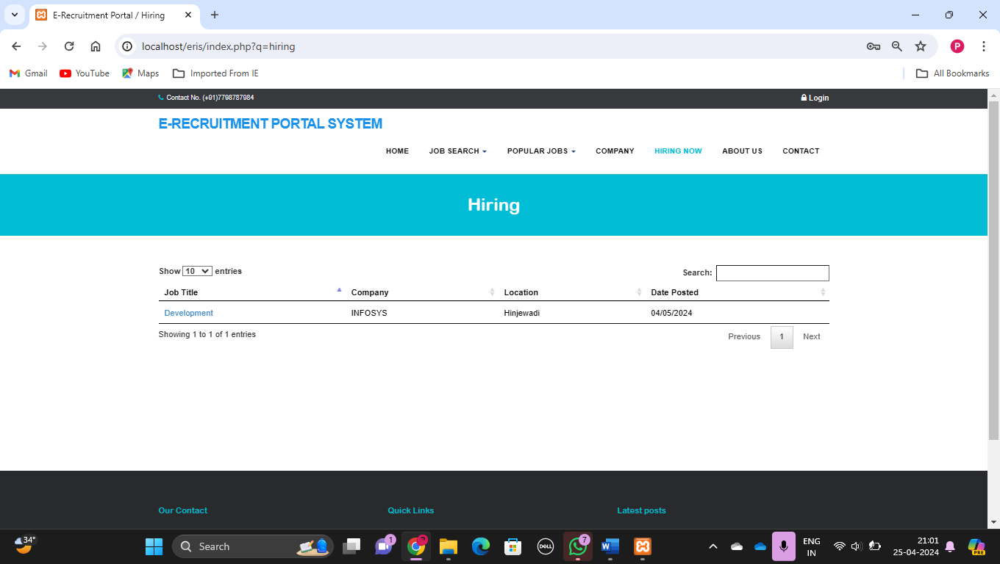 E-Recruitment Portal / Hiring
localhost/eris/index.php?q=hiring
P
Gmail YouTube Maps Imported From IE All Bookmarks
Contact No. (+91)7798787984 Login
E-RECRUITMENT PORTAL SYSTEM
HOME JOB SEARCH POPULAR JOBS COMPANY HIRING NOW ABOUT US CONTACT
Hiring
Show 10 entries Search:
Job Title Company Location Date Posted
Development INFOSYS Hinjewadi 04/05/2024
Showing 1 to 1 of 1 entries Previous 1 Next
Our Contact Quick Links Latest posts
34° Search 1 P DELL 7 W ENG 21:01 PRE
IN 25-04-2024